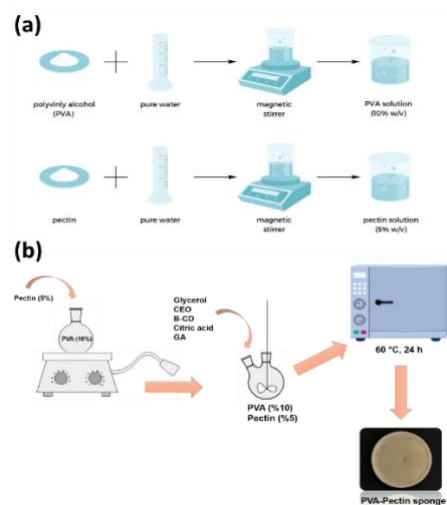 (a)
polyvinly alcohol
(PVA)
pure water
magnetic
stirrer
PVA solution
(10% w/v)
pectin
pure water
magnetic
stirrer
pectin solution
(5% w/v)
(b)
Pectin (5%)
PVA (10%)
Glycerol
CEO
B-CD
Citric acid
GA
PVA (%10)
Pectin (%5)
60 °C, 24 h
PVA-Pectin sponge